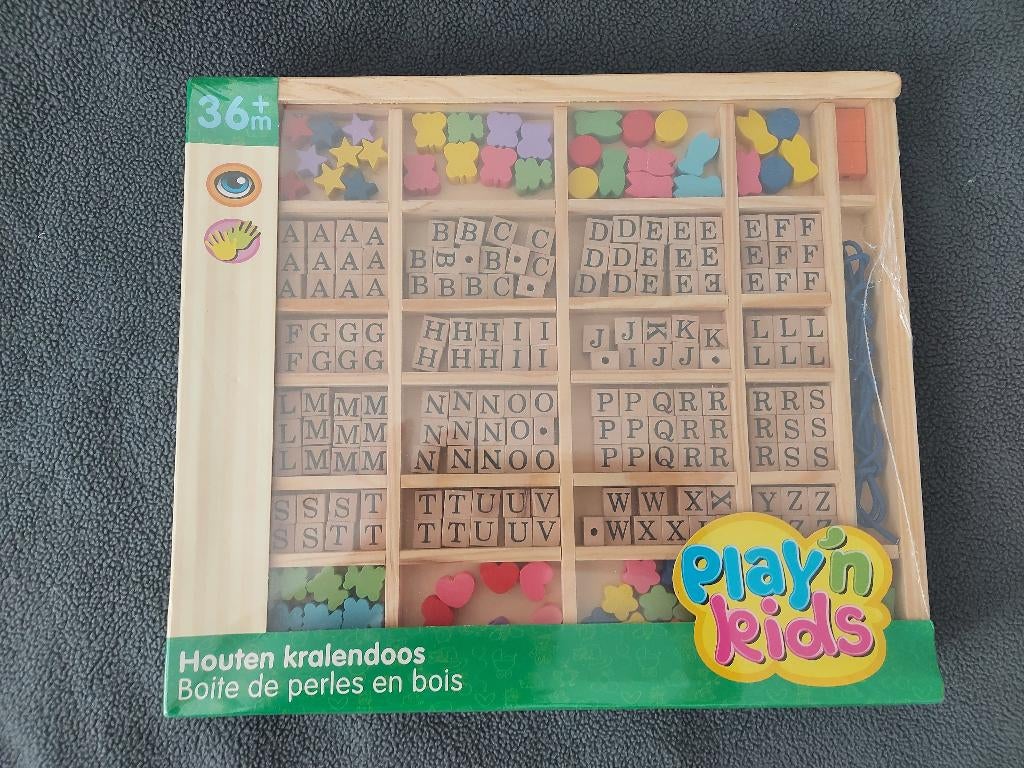 36+
m
A A A A B B C C D D E E E E F F
A A A A B B · B · C D D E E E E F F
A A A A B B B C · D D E E E E F F
F G G G H H H I I J J K K K L L L
F G G G H H H I I · I J J · L L L
L M M M N N N O O P P Q R R R R S
L M M M N N N O · P P Q R R R S S
L M M M N N N O O P P Q R R R S S
S S S T T T U U V W W X X Y Z Z
S S T T T T U U V · W X X Z Z
Play'n
kids
Houten kralendoos
Boite de perles en bois